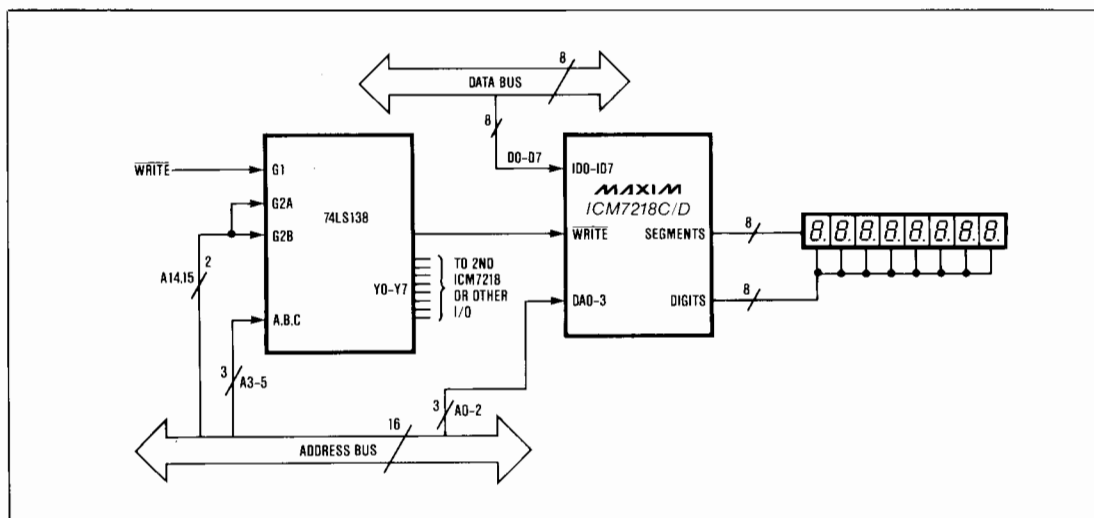 8
DATA BUS
8
D0-D7
WRITE
G1
G2A
G2B
74LS138
A14,15
2
A,B,C
Y0-Y7
3
A3-5
TO 2ND
ICM7218
OR OTHER
I/O
ID0-ID7
MAXIM
ICM7218C/D
WRITE
SEGMENTS
8
DA0-3
DIGITS
8
8.8.8.8.8.8.8.8.
3
A0-2
16
ADDRESS BUS